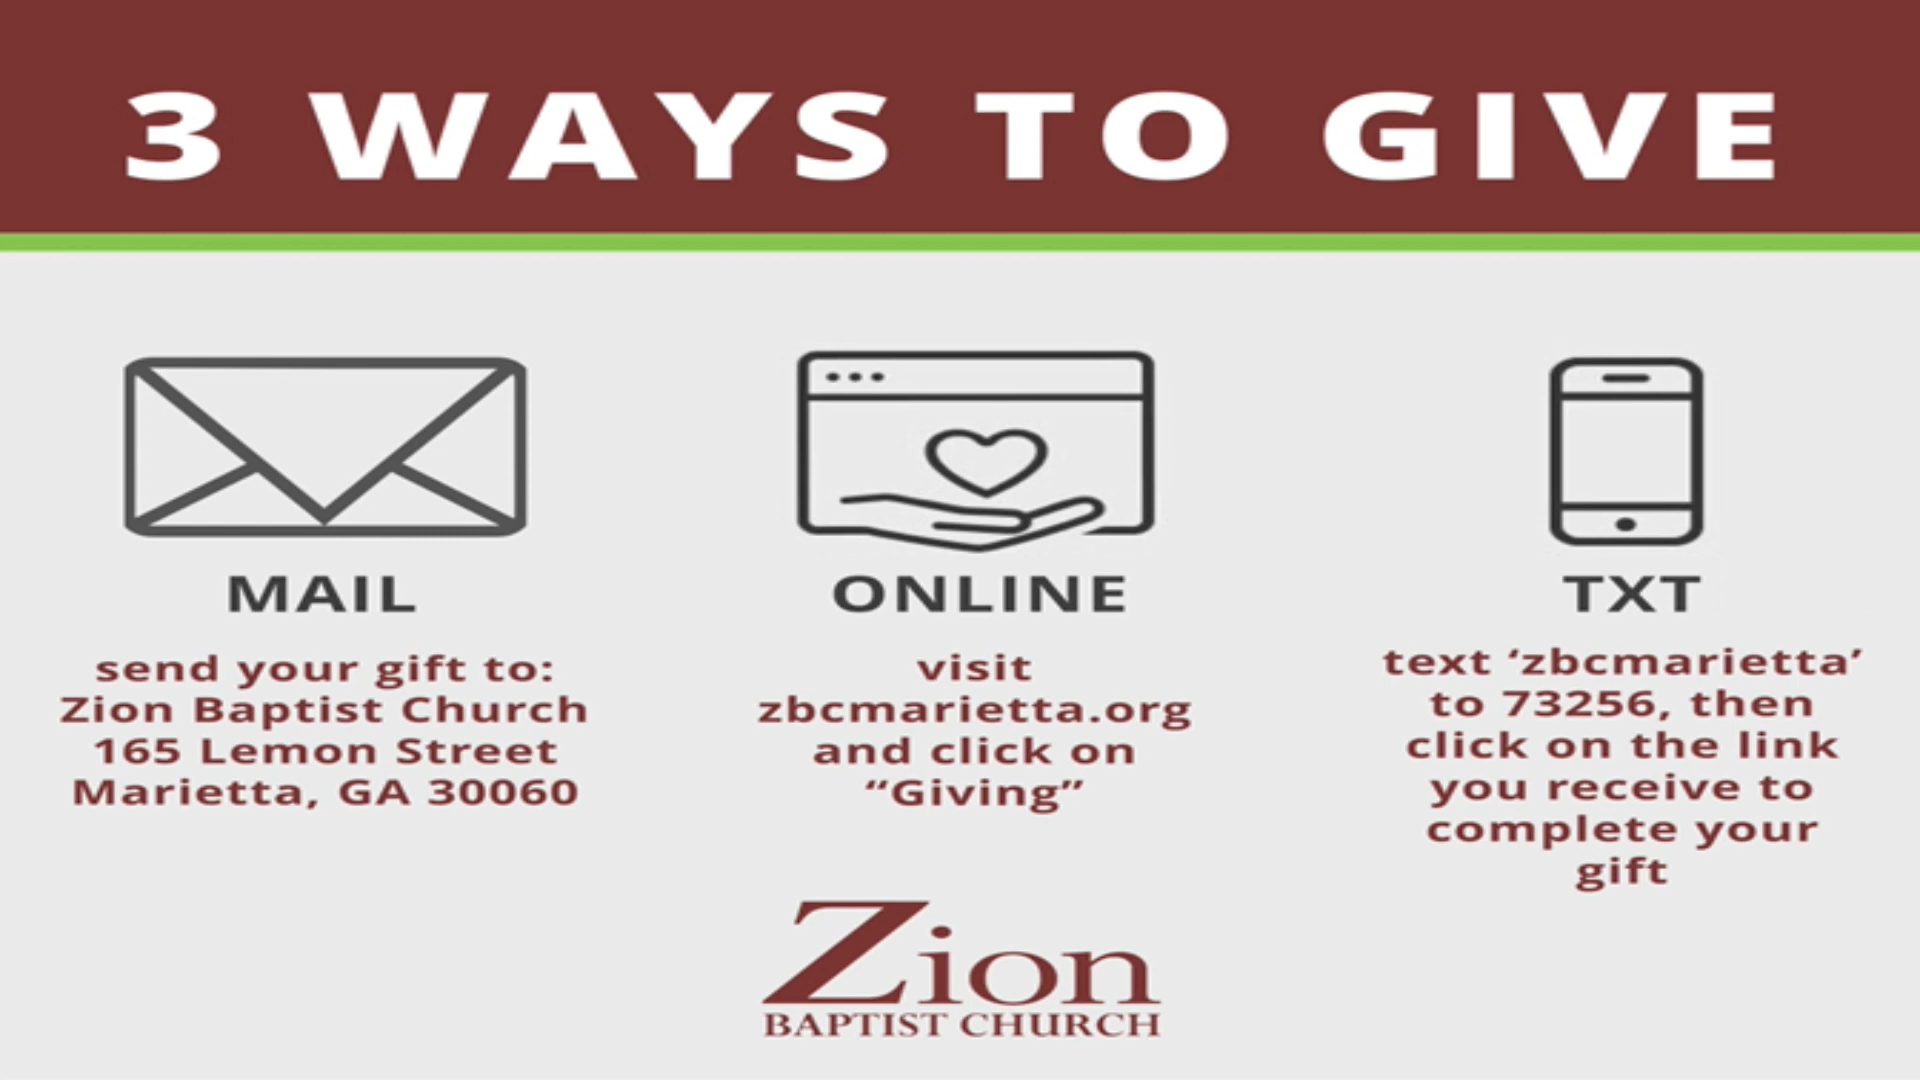 3 WAYS TO GIVE
MAIL
send your gift to:
Zion Baptist Church
165 Lemon Street
Marietta, GA 30060
ONLINE
visit
zbcmarietta.org
and click on
“Giving”
TXT
text ‘zbcmarietta’
to 73256, then
click on the link
you receive to
complete your
gift
Zion
BAPTIST CHURCH